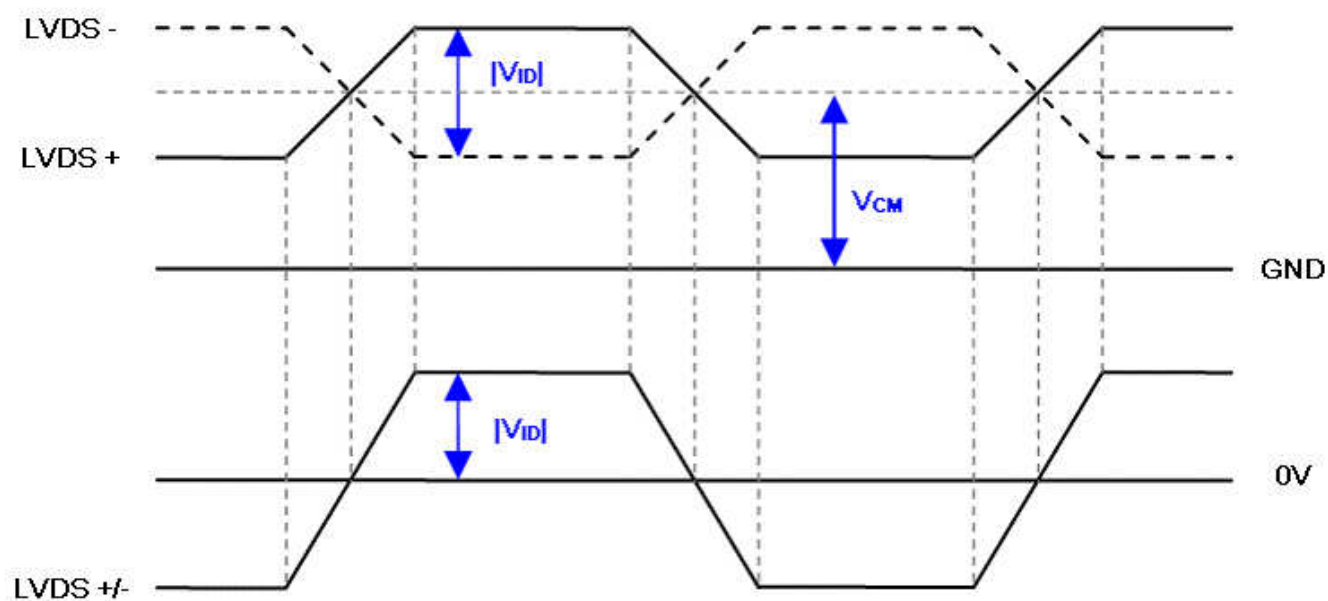 LVDS -
|VID|
LVDS +
VCM
GND
|VID|
0V
LVDS +/-